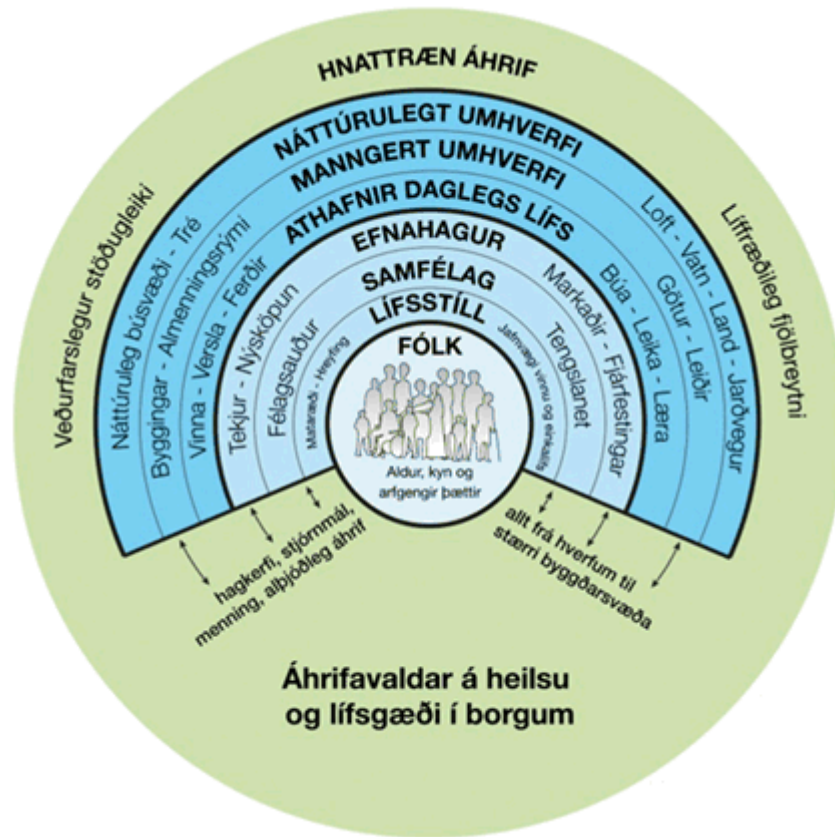 HNATTRÆN ÁHRIF
Veðurfarslegur stöðugleiki
Líffræðileg fjölbreytni
NÁTTÚRULEGT UMHVERFI
Náttúruleg búsvæði - Tré
Loft - Vatn - Land - Jarðvegur
MANNGERT UMHVERFI
Byggingar - Almenningsrými
Götur - Leiðir
ATHAFNIR DAGLEGS LÍFS
Vinna - Versla - Ferðir
Búa - Leika - Læra
EFNAHAGUR
Tekjur - Nýsköpun
Markaðir - Fjárfestingar
SAMFÉLAG
Félagsauður
Tengslanet
LÍFSSTÍLL
Mataræði - Hreyfing
Jafnvægi vinnu og einkalífs
FÓLK
Aldur, kyn og
arfgengir þættir
hagkerfi, stjórnmál,
menning, alþjóðleg áhrif
allt frá hverfum til
stærri byggðarsvæða
Áhrifavaldar á heilsu
og lífsgæði í borgum